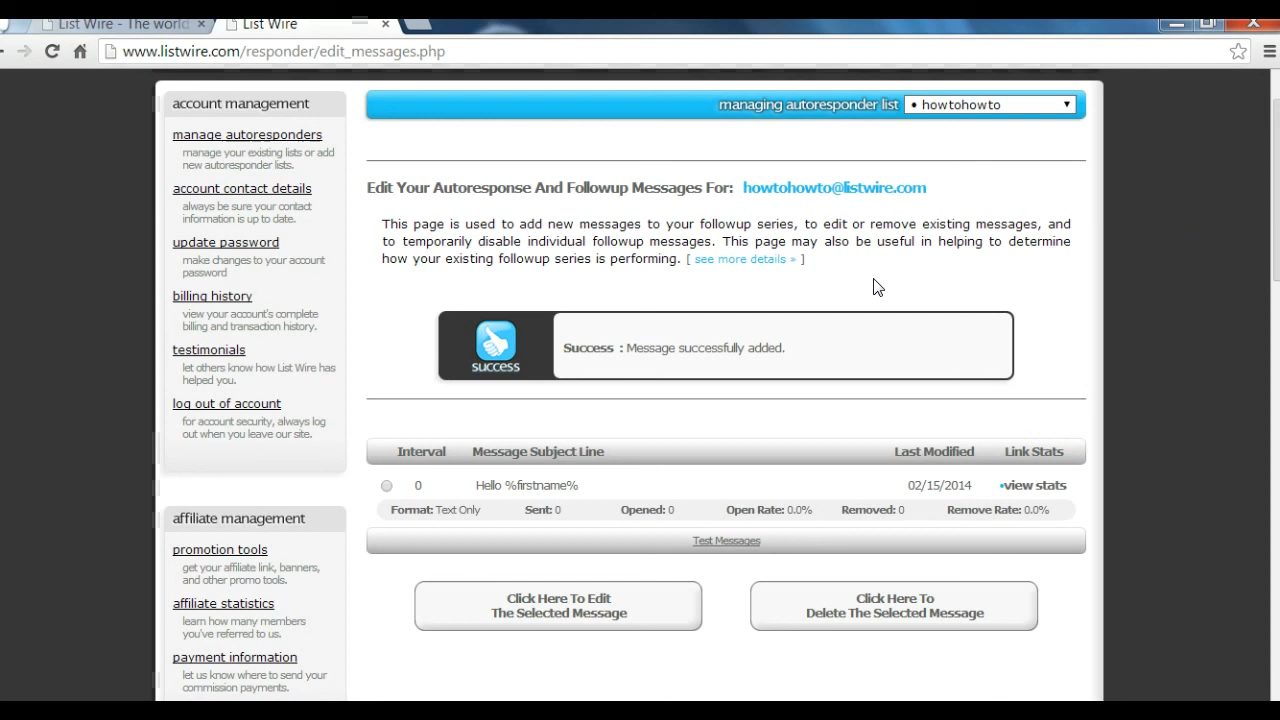 List Wire - The world
List Wire
www.listwire.com/responder/edit_messages.php
account management
manage autoresponders
manage your existing lists or add
new autoresponder lists.
account contact details
always be sure your contact
information is up to date.
update password
make changes to your account
password
billing history
view your account's complete
billing and transaction history.
testimonials
let others know how List Wire has
helped you.
log out of account
for account security, always log
out when you leave our site.
affiliate management
promotion tools
get your affiliate link, banners,
and other promo tools.
affiliate statistics
learn how many members
you've referred to us.
payment information
let us know where to send your
commission payments.
managing autoresponder list • howtohowto
Edit Your Autoresponse And Followup Messages For: howtohowto@listwire.com
This page is used to add new messages to your followup series, to edit or remove existing messages, and
to temporarily disable individual followup messages. This page may also be useful in helping to determine
how your existing followup series is performing. [ see more details » ]
success
Success : Message successfully added.
Interval Message Subject Line Last Modified Link Stats
0 Hello %firstname% 02/15/2014 •view stats
Format: Text Only Sent: 0 Opened: 0 Open Rate: 0.0% Removed: 0 Remove Rate: 0.0%
Test Messages
Click Here To Edit
The Selected Message
Click Here To
Delete The Selected Message